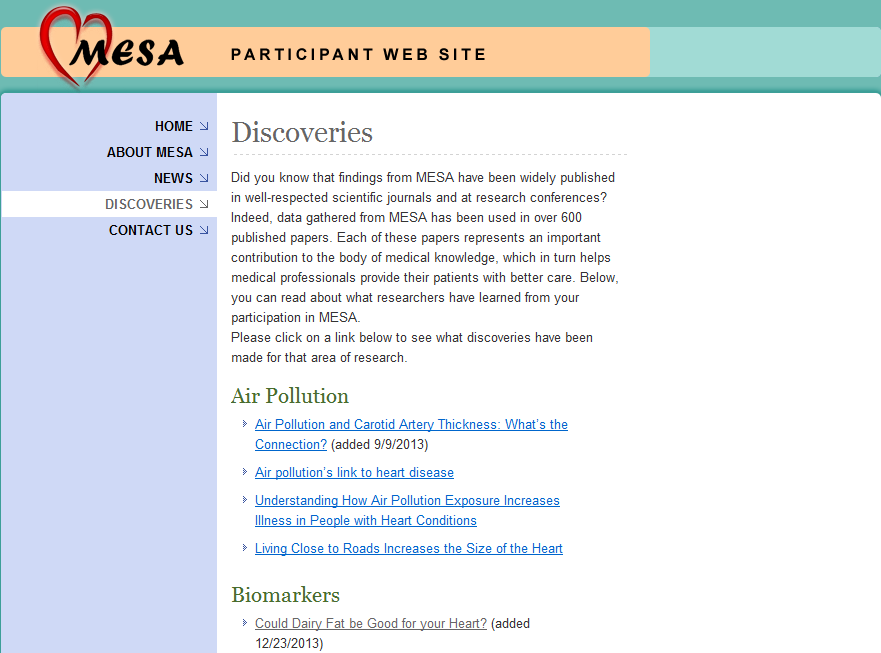 MESA
PARTICIPANT WEB SITE
HOME
ABOUT MESA
NEWS
DISCOVERIES
CONTACT US
Discoveries
Did you know that findings from MESA have been widely published
in well-respected scientific journals and at research conferences?
Indeed, data gathered from MESA has been used in over 600
published papers. Each of these papers represents an important
contribution to the body of medical knowledge, which in turn helps
medical professionals provide their patients with better care. Below,
you can read about what researchers have learned from your
participation in MESA.
Please click on a link below to see what discoveries have been
made for that area of research.
Air Pollution
Air Pollution and Carotid Artery Thickness: What’s the
Connection? (added 9/9/2013)
Air pollution’s link to heart disease
Understanding How Air Pollution Exposure Increases
Illness in People with Heart Conditions
Living Close to Roads Increases the Size of the Heart
Biomarkers
Could Dairy Fat be Good for your Heart? (added
12/23/2013)